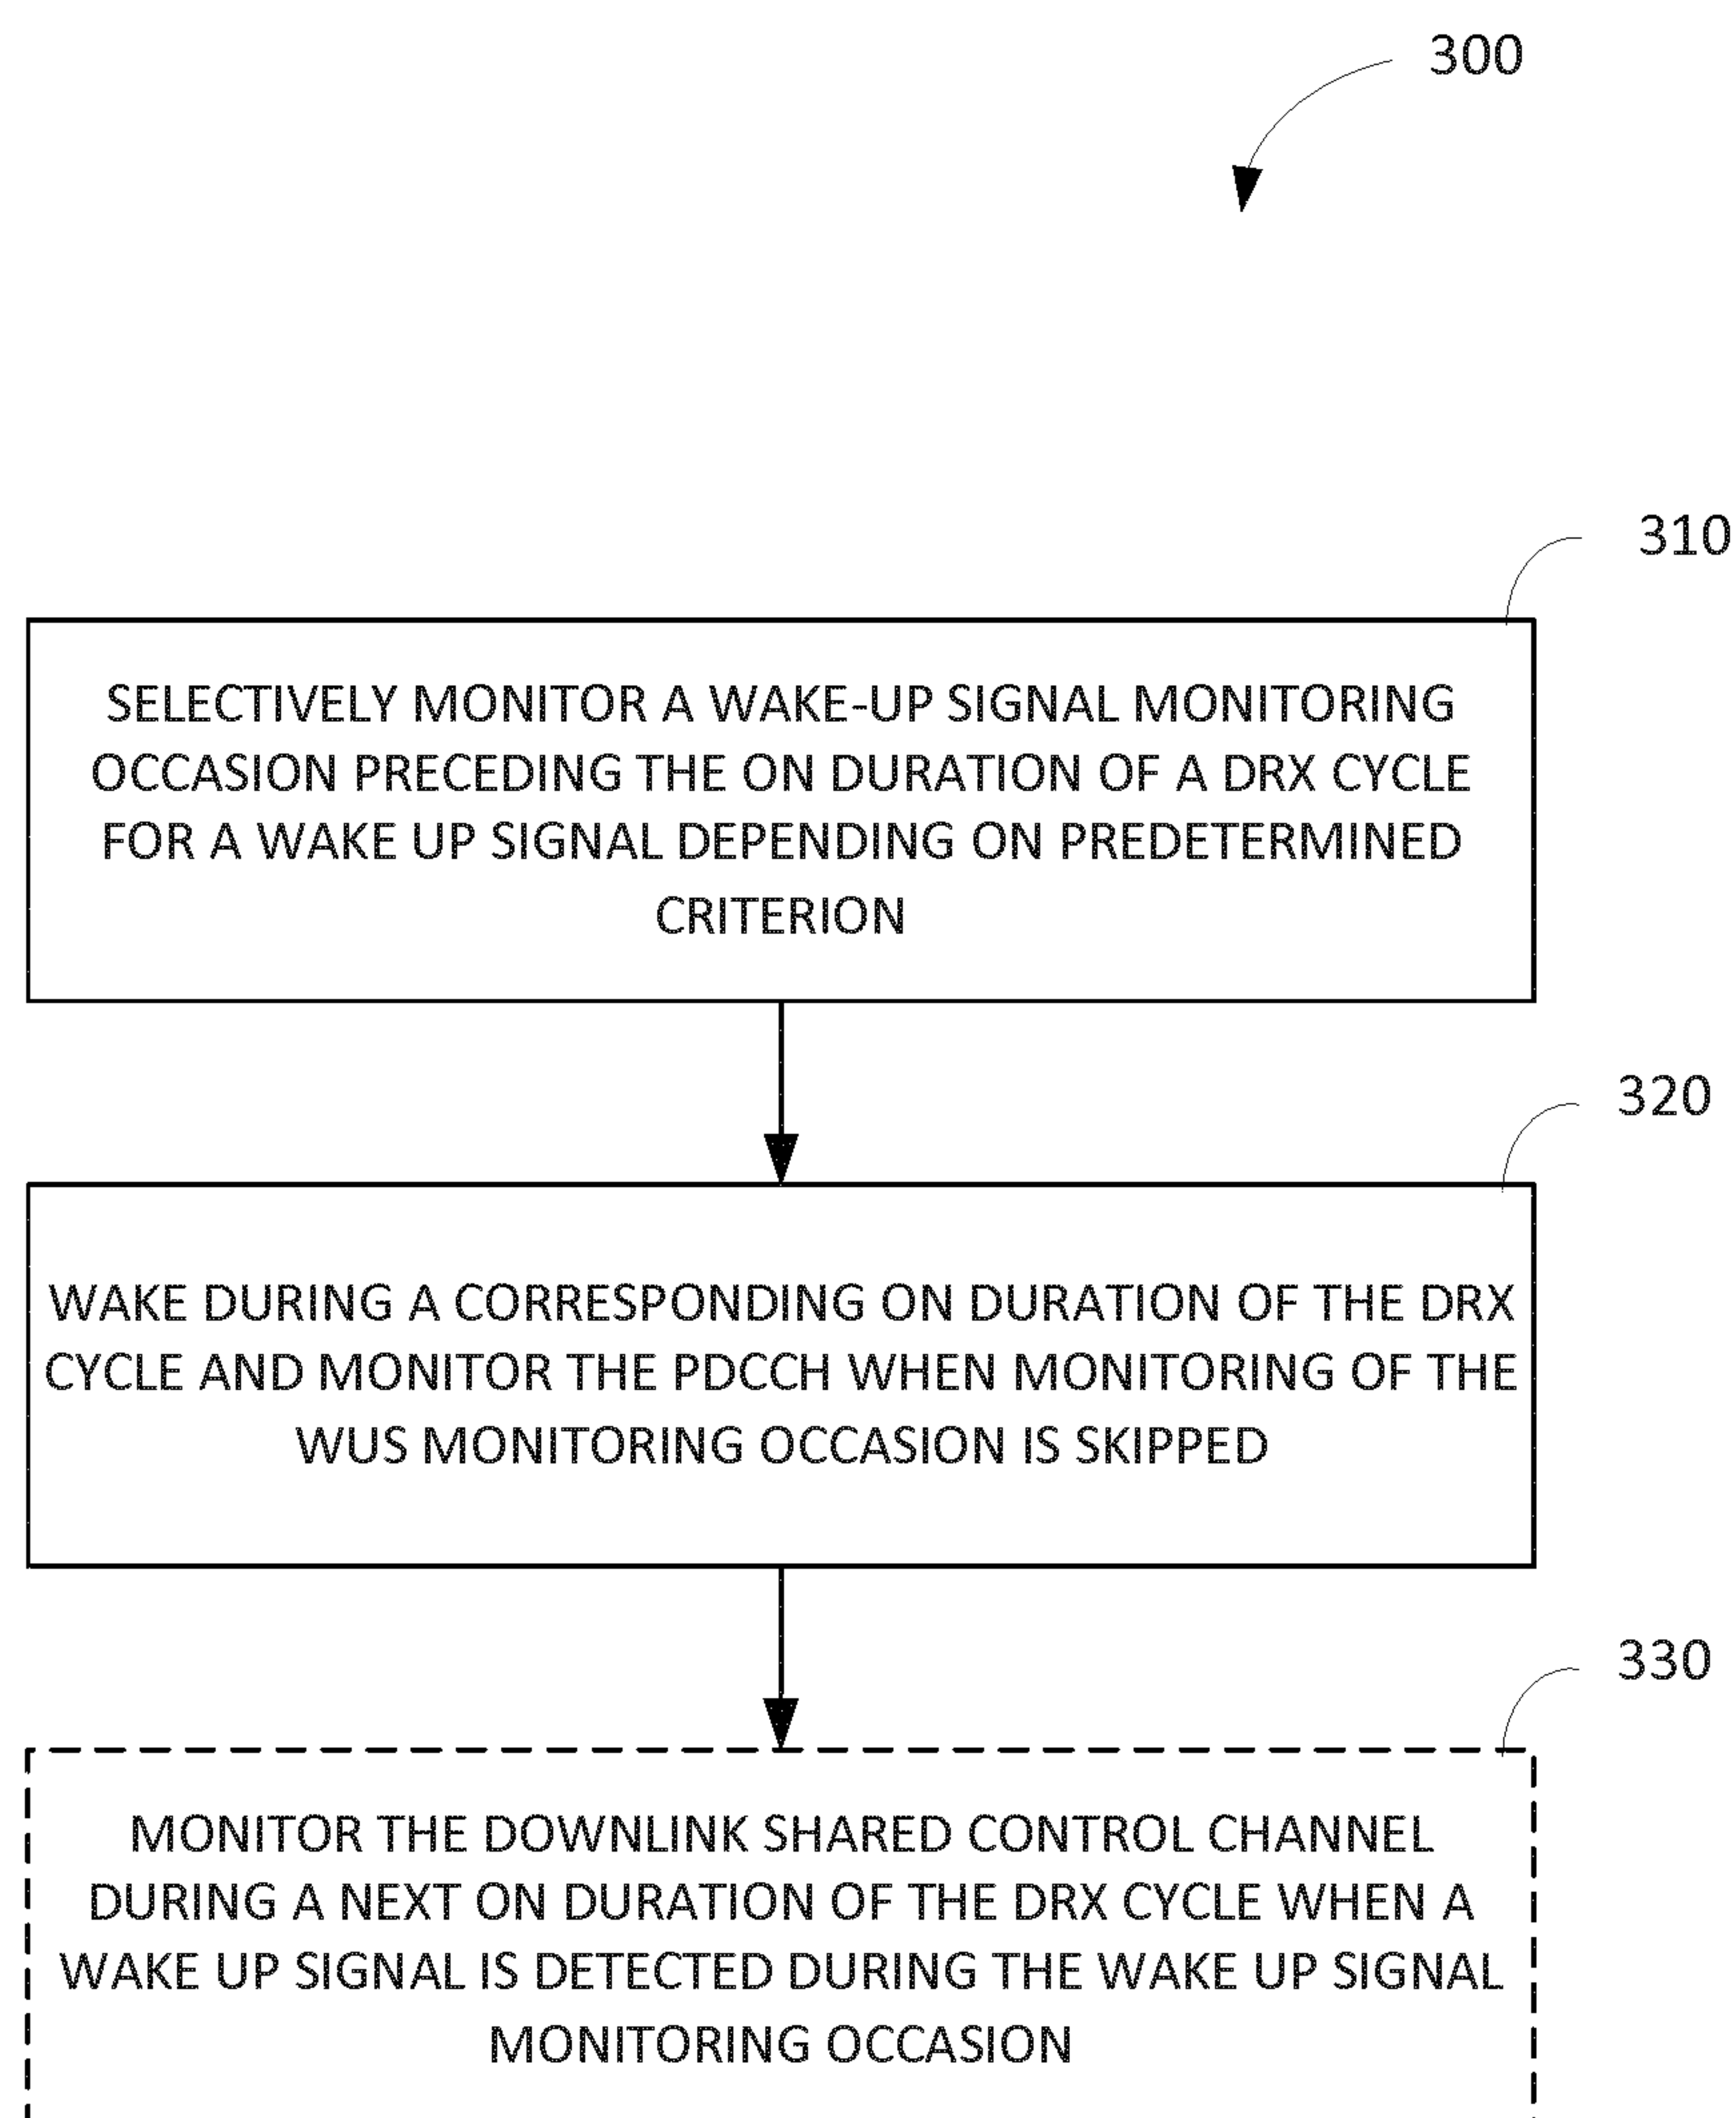 300
310
SELECTIVELY MONITOR A WAKE-UP SIGNAL MONITORING
OCCASION PRECEDING THE ON DURATION OF A DRX CYCLE
FOR A WAKE UP SIGNAL DEPENDING ON PREDETERMINED
CRITERION
320
WAKE DURING A CORRESPONDING ON DURATION OF THE DRX
CYCLE AND MONITOR THE PDCCH WHEN MONITORING OF THE
WUS MONITORING OCCASION IS SKIPPED
330
MONITOR THE DOWNLINK SHARED CONTROL CHANNEL
DURING A NEXT ON DURATION OF THE DRX CYCLE WHEN A
WAKE UP SIGNAL IS DETECTED DURING THE WAKE UP SIGNAL
MONITORING OCCASION